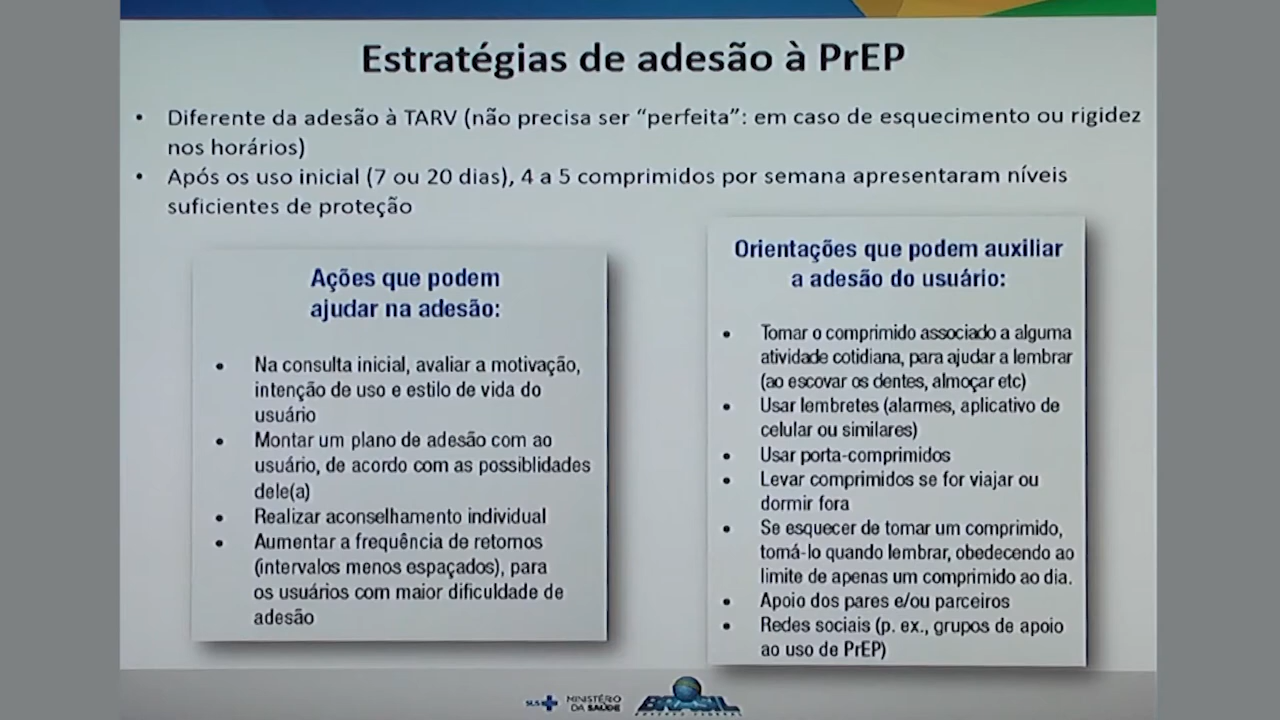 Estratégias de adesão à PrEP
• Diferente da adesão à TARV (não precisa ser “perfeita”: em caso de esquecimento ou rigidez
nos horários)
• Após os uso inicial (7 ou 20 dias), 4 a 5 comprimidos por semana apresentaram níveis
suficientes de proteção
Ações que podem
ajudar na adesão:
• Na consulta inicial, avaliar a motivação,
intenção de uso e estilo de vida do
usuário
• Montar um plano de adesão com ao
usuário, de acordo com as possiblidades
dele(a)
• Realizar aconselhamento individual
• Aumentar a frequência de retornos
(intervalos menos espaçados), para
os usuários com maior dificuldade de
adesão
Orientações que podem auxiliar
a adesão do usuário:
• Tomar o comprimido associado a alguma
atividade cotidiana, para ajudar a lembrar
(ao escovar os dentes, almoçar etc)
• Usar lembretes (alarmes, aplicativo de
celular ou similares)
• Usar porta-comprimidos
• Levar comprimidos se for viajar ou
dormir fora
• Se esquecer de tomar um comprimido,
tomá-lo quando lembrar, obedecendo ao
limite de apenas um comprimido ao dia.
• Apoio dos pares e/ou parceiros
• Redes sociais (p. ex., grupos de apoio
ao uso de PrEP)
SUS
MINISTÉRIO
DA SAÚDE
BRASIL
GOVERNO FEDERAL